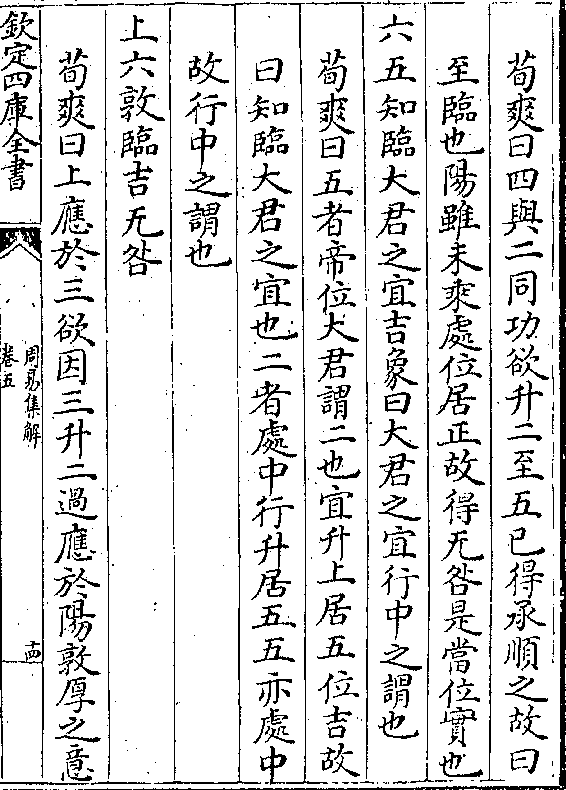 荀爽曰四與二同功欲升二至五已得承順之故曰
至臨也陽雖未乘處位居正故得无咎是當位實也
六五知臨大君之宜吉象曰大君之宜行中之謂也
荀爽曰五者帝位大君謂二也宜升上居五位吉故
曰知臨大君之宜也二者處中行升居五五亦處中
故行中之謂也
上六敦臨吉无咎
荀爽曰上應於三欲因三升二過應於陽敦厚之意
欽定四庫全書
周易集解
卷五
十四